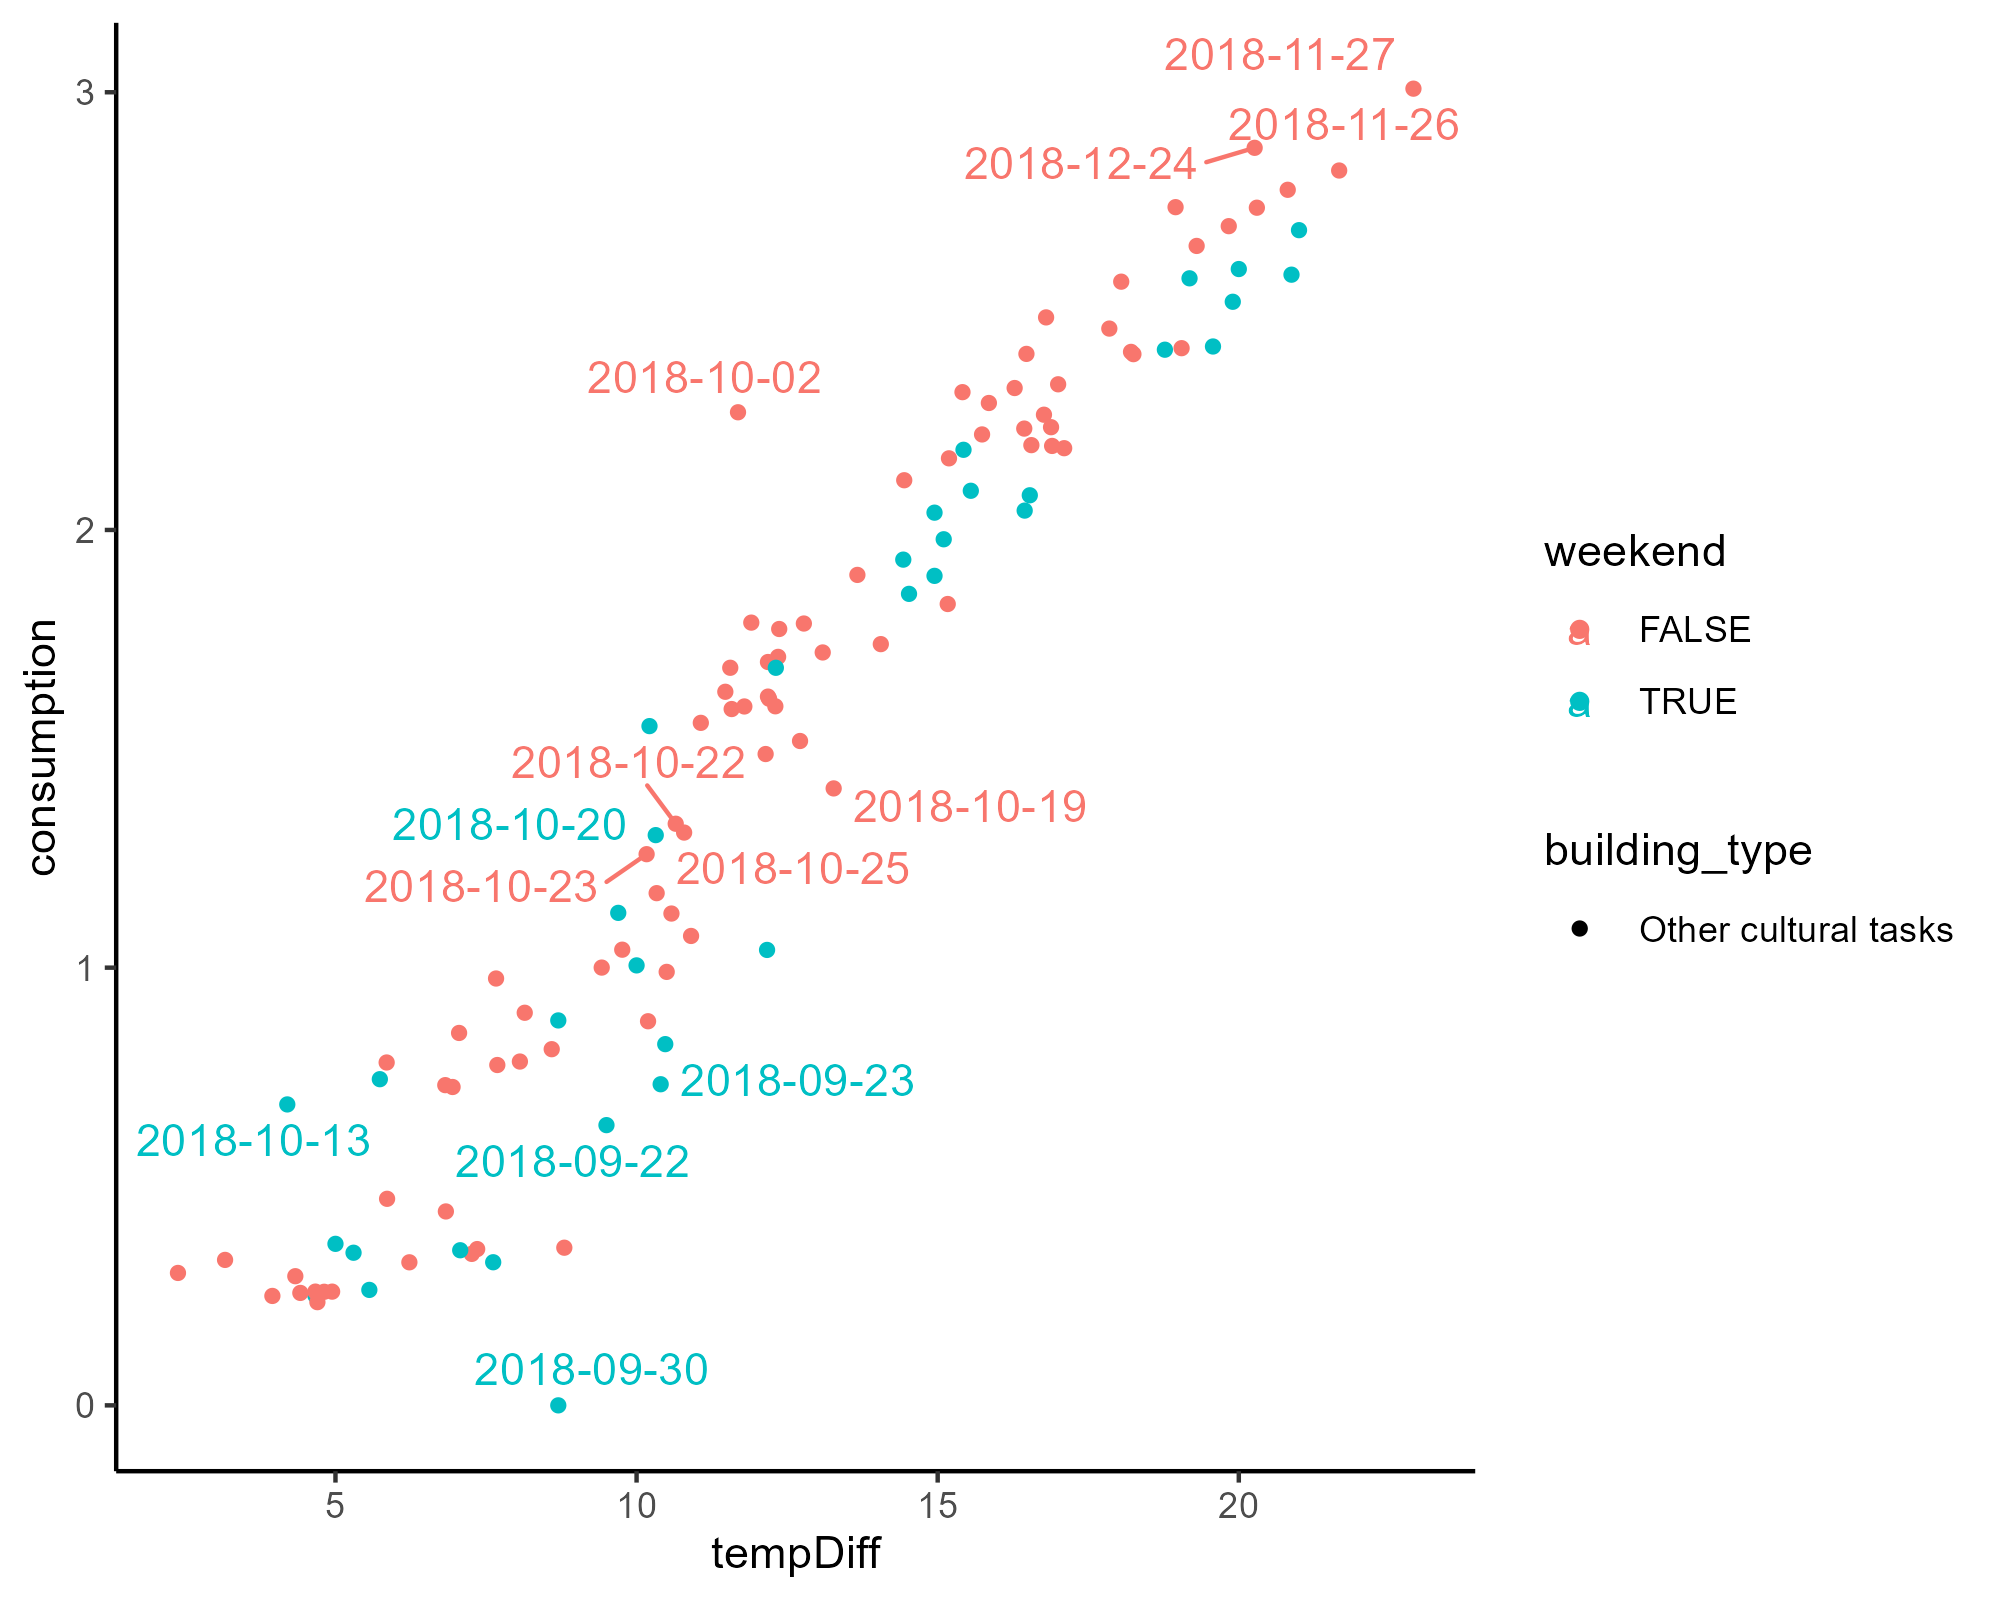 2018-11-27
3
2018-11-26
2018-12-24
2018-10-02
2
weekend
a FALSE
a TRUE
consumption
2018-10-22
2018-10-19
2018-10-20
2018-10-25
2018-10-23
building_type
Other cultural tasks
1
2018-09-23
2018-10-13
2018-09-22
2018-09-30
0
5 10 15 20
tempDiff